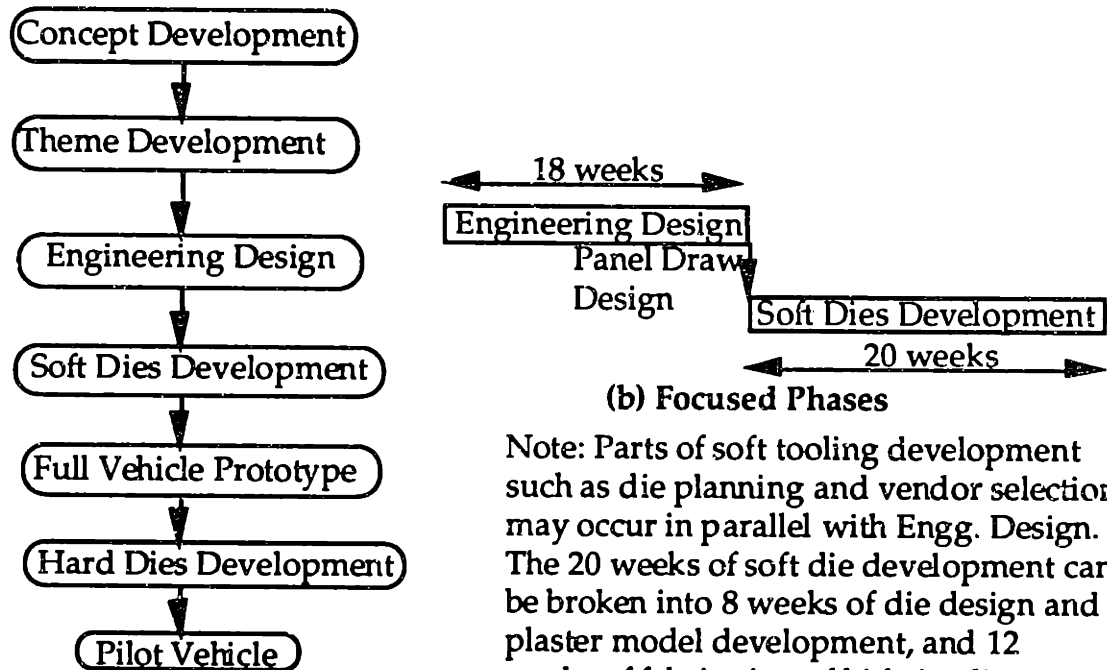 Concept Development
Theme Development
Engineering Design
Soft Dies Development
Full Vehicle Prototype
Hard Dies Development
Pilot Vehicle
18 weeks
Engineering Design
Panel Draw
Design
Soft Dies Development
20 weeks
(b) Focused Phases
Note: Parts of soft tooling development
such as die planning and vendor selection
may occur in parallel with Engg. Design.
The 20 weeks of soft die development can
be broken into 8 weeks of die design and
plaster model development, and 12